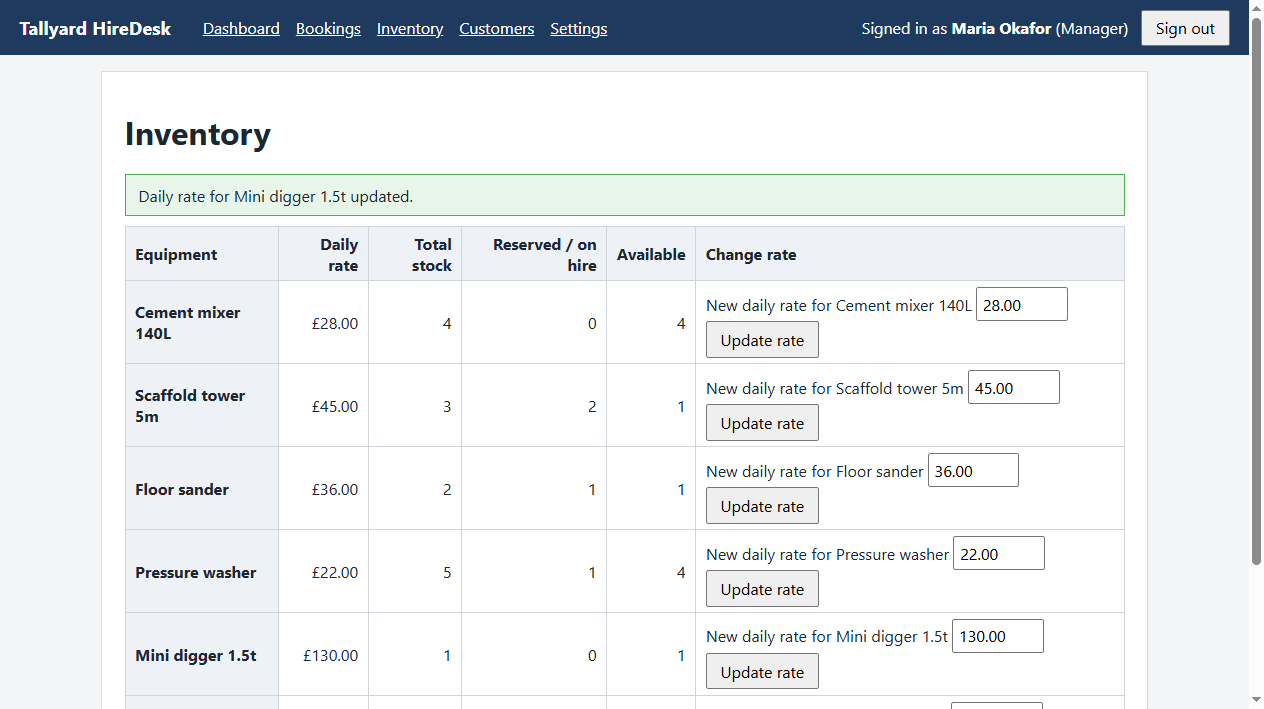 Tallyard HireDesk Dashboard Bookings Inventory Customers Settings Signed in as Maria Okafor (Manager) Sign out
Inventory
Daily rate for Mini digger 1.5t updated.
Equipment Daily rate Total stock Reserved / on hire Available Change rate
Cement mixer 140L £28.00 4 0 4 New daily rate for Cement mixer 140L 28.00
Update rate
Scaffold tower 5m £45.00 3 2 1 New daily rate for Scaffold tower 5m 45.00
Update rate
Floor sander £36.00 2 1 1 New daily rate for Floor sander 36.00
Update rate
Pressure washer £22.00 5 1 4 New daily rate for Pressure washer 22.00
Update rate
Mini digger 1.5t £130.00 1 0 1 New daily rate for Mini digger 1.5t 130.00
Update rate